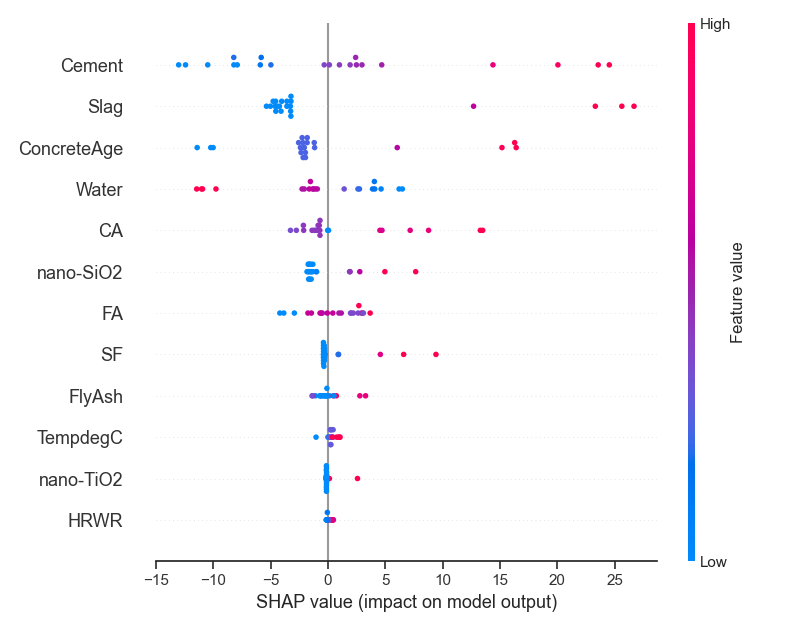 High
Cement
Slag
ConcreteAge
Water
CA
nano-SiO2
FA
SF
FlyAsh
TempdegC
nano-TiO2
HRWR
Feature value
Low
−15 −10 −5 0 5 10 15 20 25
SHAP value (impact on model output)